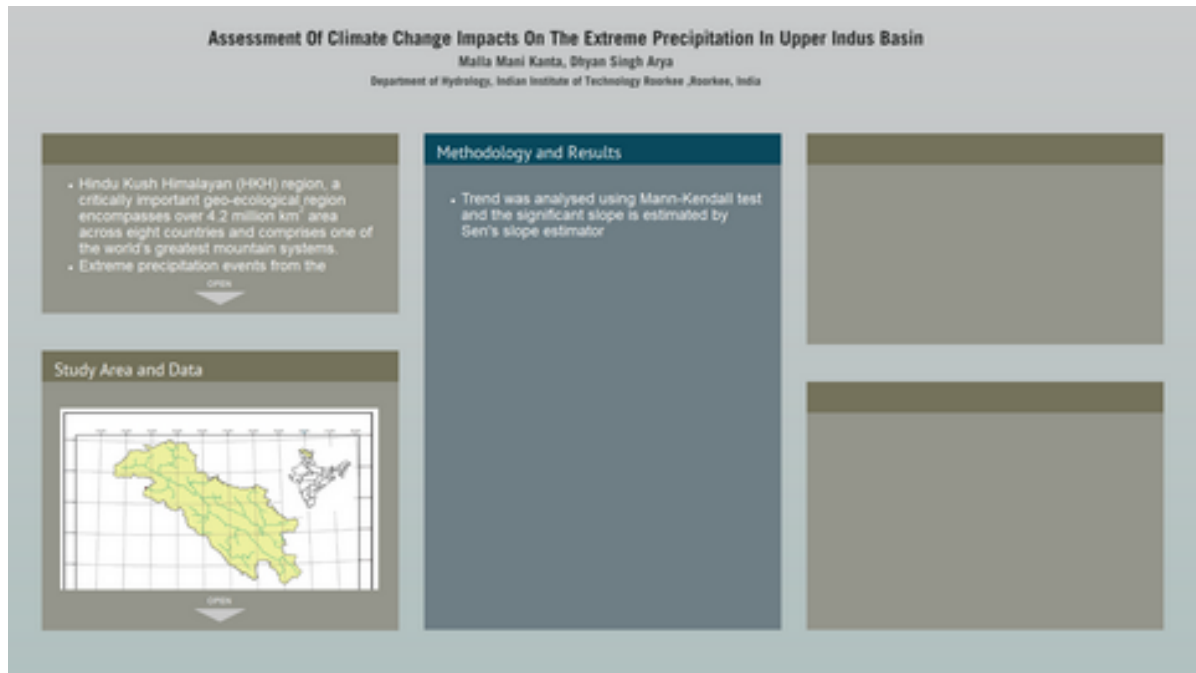 Assessment Of Climate Change Impacts On The Extreme Precipitation In Upper Indus Basin
Malla Mani Kanta, Dhyan Singh Arya
Department of Hydrology, Indian Institute of Technology Roorkee ,Roorkee, India
• Hindu Kush Himalayan (HKH) region, a
critically important geo-ecological region
encompasses over 4.2 million km² area
across eight countries and comprises one of
the world's greatest mountain systems.
• Extreme precipitation events from the
OPEN
Study Area and Data
OPEN
Methodology and Results
• Trend was analysed using Mann-Kendall test
and the significant slope is estimated by
Sen's slope estimator